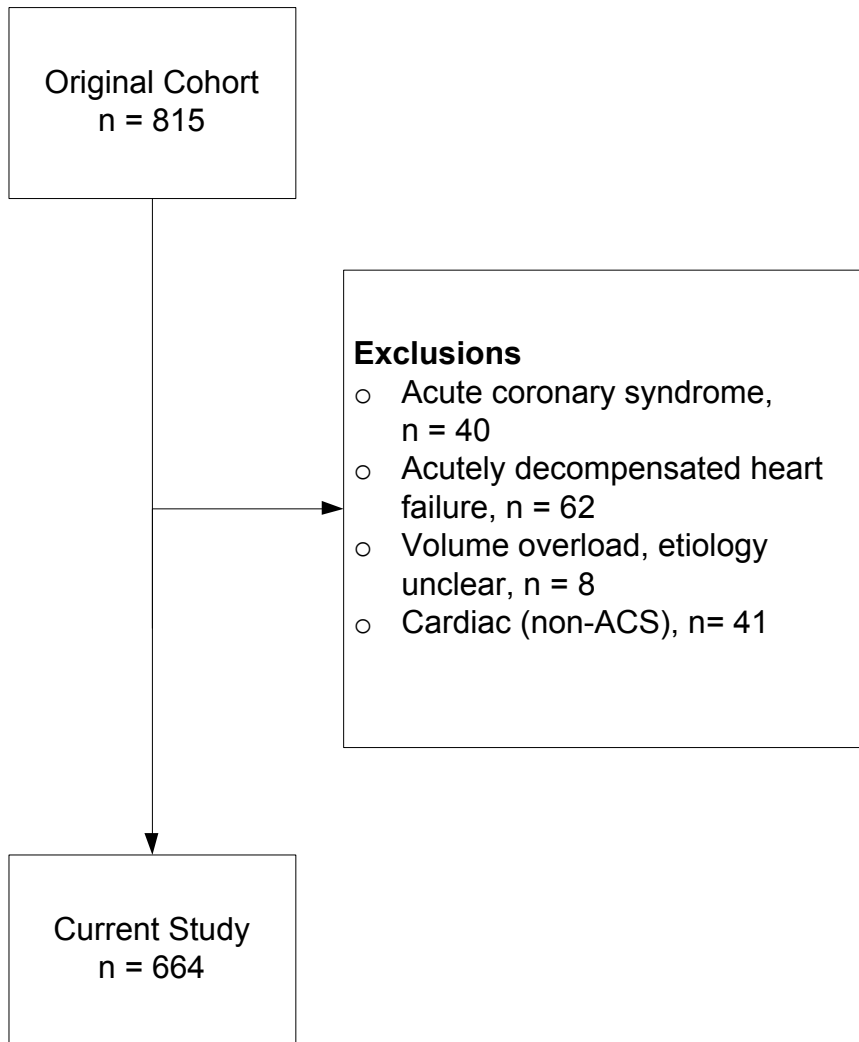 Original Cohort
n = 815
Exclusions
○ Acute coronary syndrome,
n = 40
○ Acutely decompensated heart
failure, n = 62
○ Volume overload, etiology
unclear, n = 8
○ Cardiac (non-ACS), n= 41
Current Study
n = 664